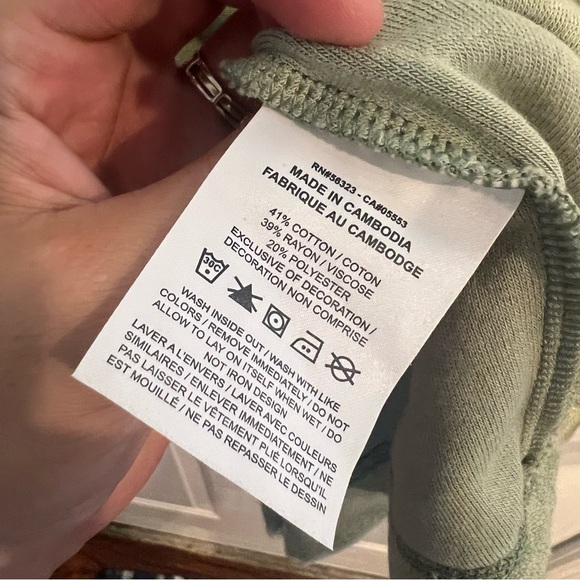 RN#56323 - CA#05553
MADE IN CAMBODIA
FABRIQUE AU CAMBODGE
41% COTTON / COTON
39% RAYON / VISCOSE
20% POLYESTER
EXCLUSIVE OF DECORATION /
DECORATION NON COMPRISE
30C
WASH INSIDE OUT / WASH WITH LIKE
COLORS / REMOVE IMMEDIATELY / DO NOT
ALLOW TO LAY ON ITSELF WHEN WET / DO
NOT IRON DESIGN
LAVER A L'ENVERS / LAVER AVEC COULEURS
SIMILAIRES / ENLEVER IMMEDIATEMENT / NE
PAS LAISSER LE VÊTEMENT PLIÉ LORSQU'IL
EST MOUILLÉ / NE PAS REPASSER LE DESSIN